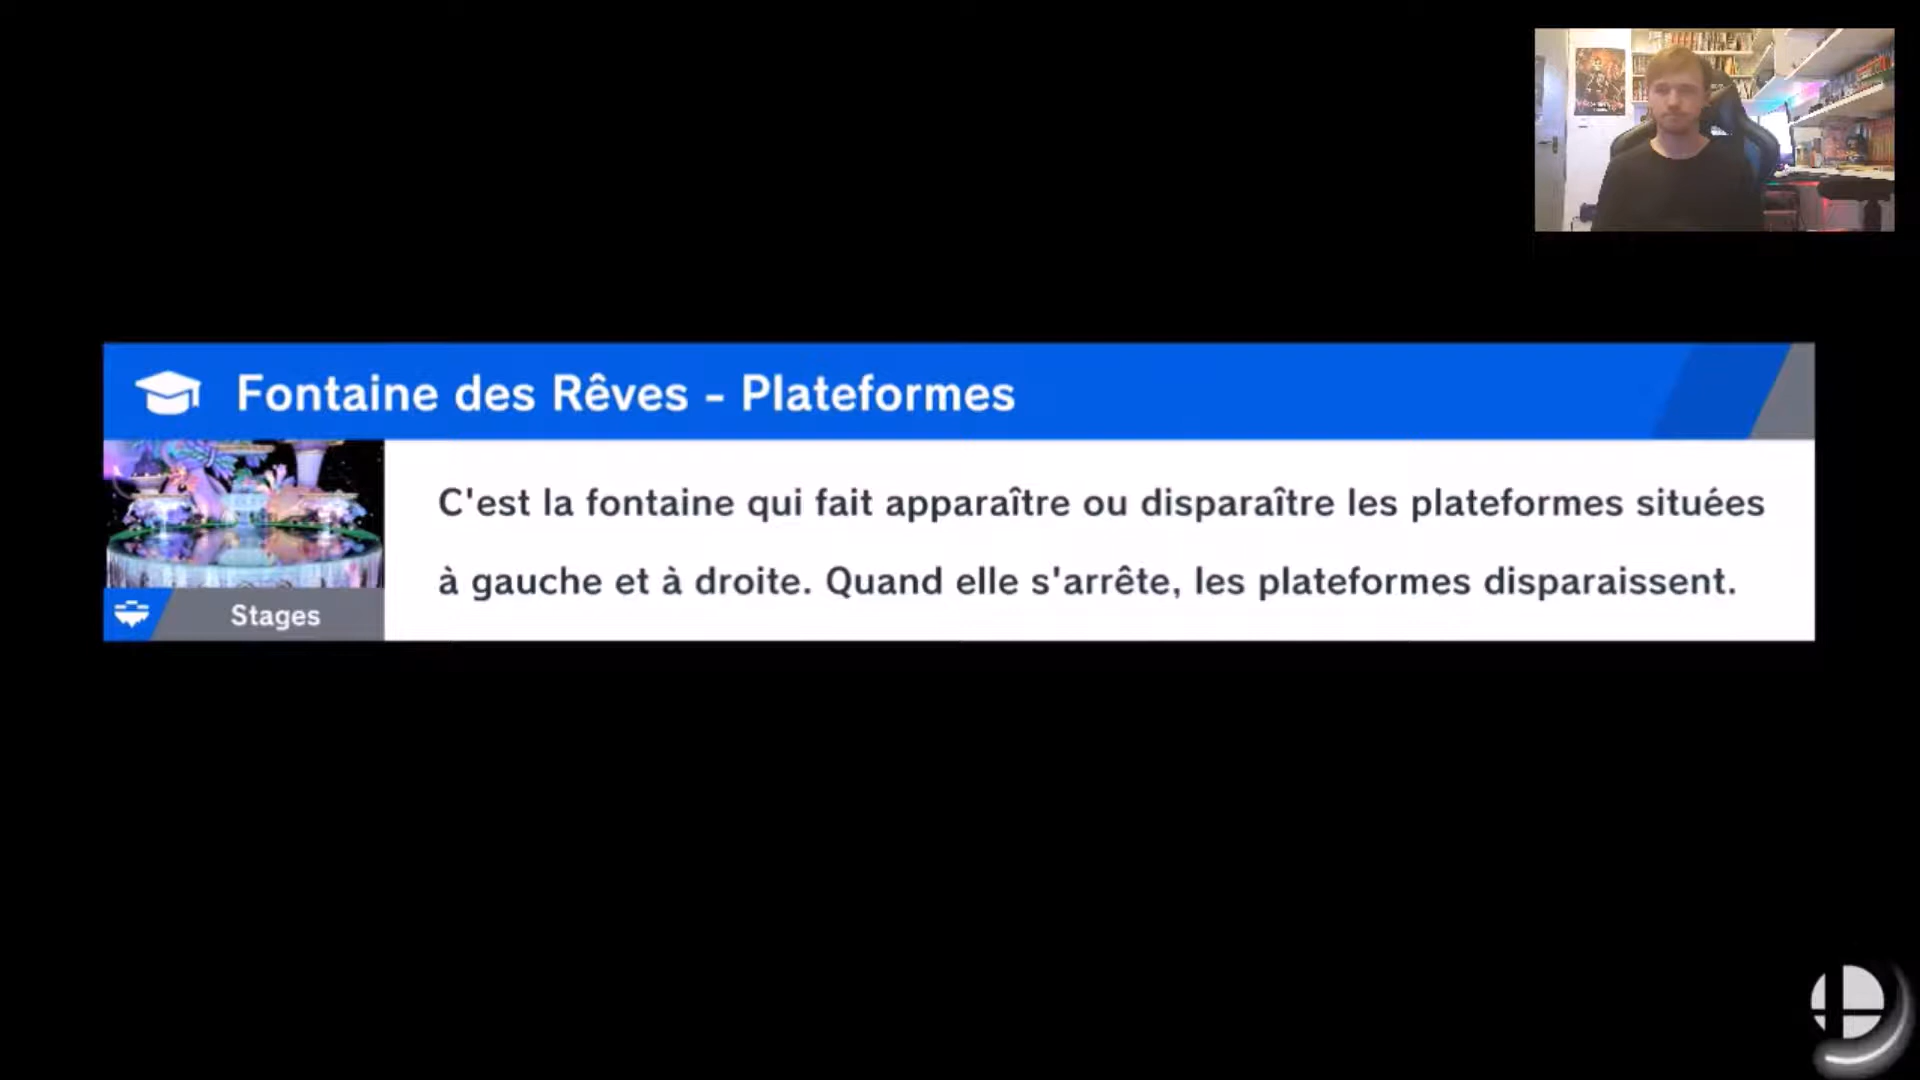 Fontaine des Rêves - Plateformes
C'est la fontaine qui fait apparaître ou disparaître les plateformes situées
à gauche et à droite. Quand elle s'arrête, les plateformes disparaissent.
Stages